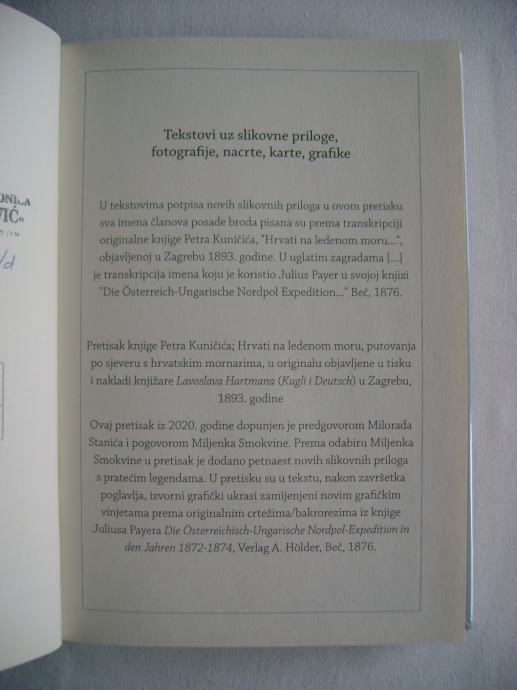 ONICA
VIĆ"
/d
Tekstovi uz slikovne priloge,
fotografije, nacrte, karte, grafike
U tekstovima potpisa novih slikovnih priloga u ovom pretisku
sva imena članova posade broda pisana su prema transkripciji
originalne knjige Petra Kuničića, "Hrvati na ledenom moru...",
objavljenoj u Zagrebu 1893. godine. U uglatim zagradama [...]
je transkripcija imena koju je koristio Julius Payer u svojoj knjizi
"Die Österreich-Ungarische Nordpol Expedition..." Beč, 1876.
Pretisak knjige Petra Kuničića; Hrvati na ledenom moru, putovanja
po sjeveru s hrvatskim mornarima, u originalu objavljene u tisku
i nakladi knjižare Lavoslava Hartmana (Kugli i Deutsch) u Zagrebu,
1893. godine
Ovaj pretisak iz 2020. godine dopunjen je predgovorom Milorada
Stanića i pogovorom Miljenka Smokvine. Prema odabiru Miljenka
Smokvine u pretisak je dodano petnaest novih slikovnih priloga
s pratećim legendama. U pretisku su u tekstu, nakon završetka
poglavlja, izvorni grafički ukrasi zamijenjeni novim grafičkim
vinjetama prema originalnim crtežima/bakrorezima iz knjige
Juliusa Payera Die Österreichisch-Ungarische Nordpol-Expedition in
den Jahren 1872-1874, Verlag A. Hölder, Beč, 1876.